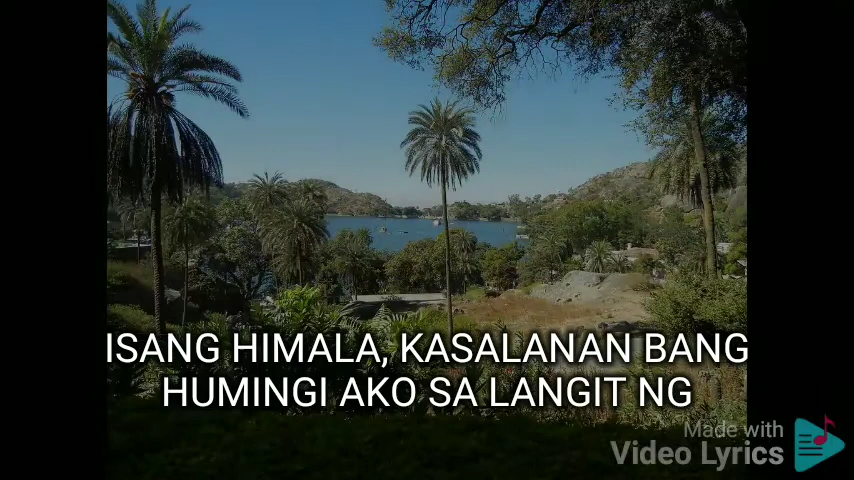 ISANG HIMALA, KASALANAN BANG
HUMINGI AKO SA LANGIT NG
Made with
Video Lyrics